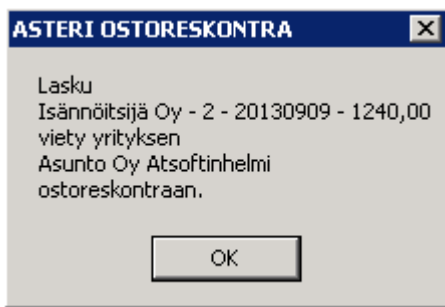 ASTERI OSTORESKONTRA
Lasku
Isännöitsijä Oy - 2 - 20130909 - 1240,00
viety yrityksen
Asunto Oy Atsoftinhelmi
ostoreskontraan.
OK